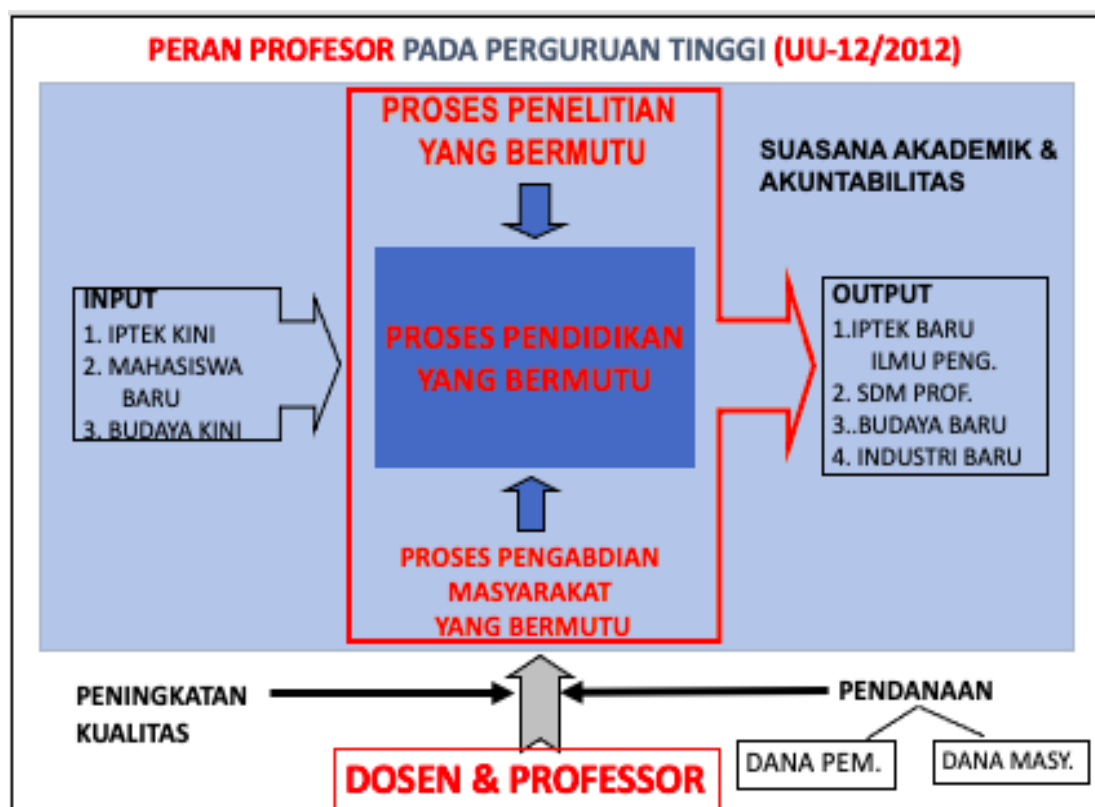 PERAN PROFESOR PADA PERGURUAN TINGGI (UU-12/2012)
PROSES PENELITIAN
YANG BERMUTU
SUASANA AKADEMIK &
AKUNTABILITAS
INPUT
1. IPTEK KINI
2. MAHASISWA
BARU
3. BUDAYA KINI
PROSES PENDIDIKAN
YANG BERMUTU
OUTPUT
1.IPTEK BARU
ILMU PENG.
2. SDM PROF.
3..BUDAYA BARU
4. INDUSTRI BARU
PROSES PENGABDIAN
MASYARAKAT
YANG BERMUTU
PENINGKATAN
KUALITAS
PENDANAAN
DANA PEM.
DANA MASY.
DOSEN & PROFESSOR